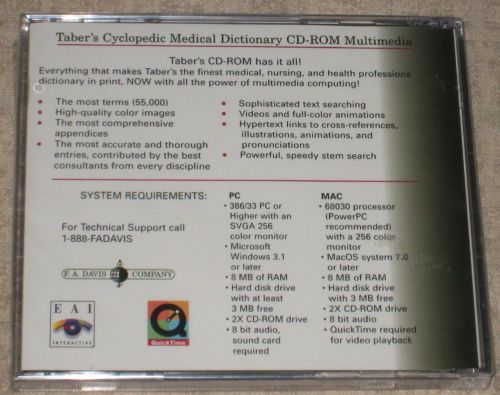 Taber's Cyclopedic Medical Dictionary CD-ROM Multimedia
Taber's CD-ROM has it all!
Everything that makes Taber's the finest medical, nursing, and health professions
dictionary in print, NOW with all the power of multimedia computing!
• The most terms (55,000)
• High-quality color images
• The most comprehensive
appendices
• The most accurate and thorough
entries, contributed by the best
consultants from every discipline
• Sophisticated text searching
• Videos and full-color animations
• Hypertext links to cross-references,
illustrations, animations, and
pronunciations
• Powerful, speedy stem search
SYSTEM REQUIREMENTS:
For Technical Support call
1-888-FADAVIS
F. A. DAVIS COMPANY
EAI
INTERACTIVE
QuickTime
PC
• 386/33 PC or
Higher with an
SVGA 256
color monitor
• Microsoft
Windows 3.1
or later
• 8 MB of RAM
• Hard disk drive
with at least
3 MB free
• 2X CD-ROM drive
• 8 bit audio,
sound card
required
MAC
• 68030 processor
(PowerPC
recommended)
with a 256 color
monitor
• MacOS system 7.0
or later
• 8 MB of RAM
• Hard disk drive
with 3 MB free
• 2X CD-ROM drive
• 8 bit audio
• QuickTime required
for video playback